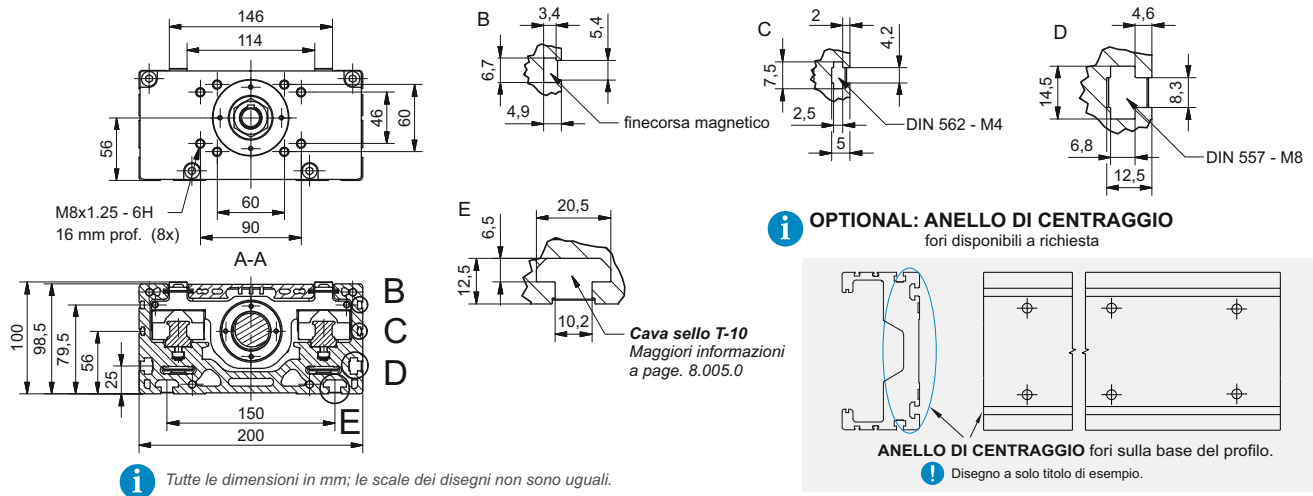 146
114
56
46
60
M8x1.25 - 6H
16 mm prof. (8x)
60
90
B
3,4
5,4
6,7
4,9
finecorsa magnetico
C
2
4,2
7,5
2,5
5
DIN 562 - M4
D
4,6
14,5
8,3
6,8
12,5
DIN 557 - M8
A-A
100
98,5
79,5
56
25
B
C
D
E
150
200
E
20,5
6,5
12,5
10,2
Cava sello T-10
Maggiori informazioni
a page. 8.005.0
i OPTIONAL: ANELLO DI CENTRAGGIO
fori disponibili a richiesta
ANELLO DI CENTRAGGIO fori sulla base del profilo.
! Disegno a solo titolo di esempio.
i Tutte le dimensioni in mm; le scale dei disegni non sono uguali.